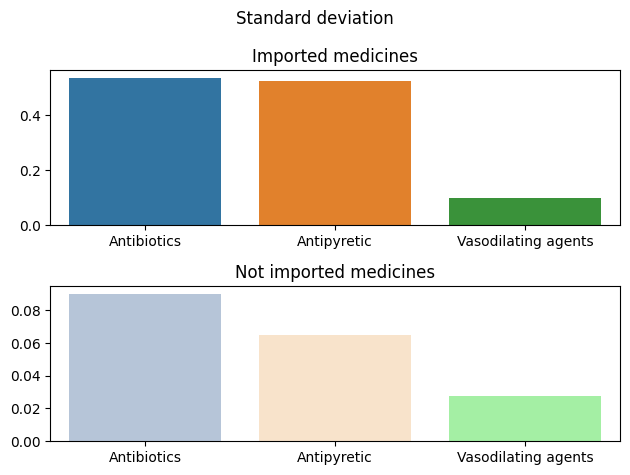 Standard deviation
Imported medicines
0.4
0.2
0.0
Antibiotics Antipyretic Vasodilating agents
Not imported medicines
0.08
0.06
0.04
0.02
0.00
Antibiotics Antipyretic Vasodilating agents